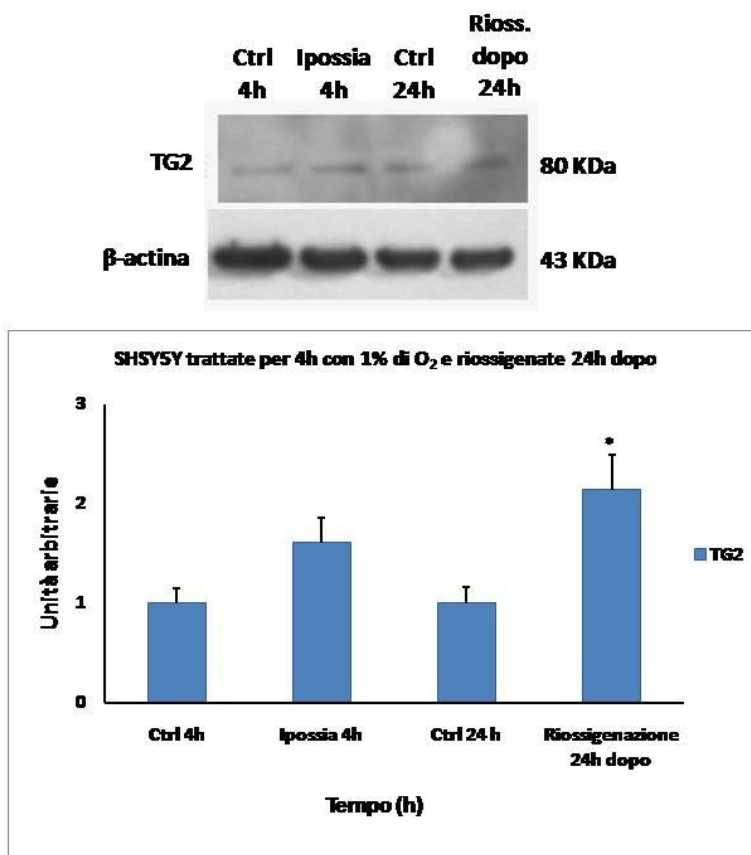 Ctrl 4h
Ipossia 4h
Ctrl 24h
Rioss. dopo 24h
TG2
80 KDa
β-actina
43 KDa
SHSY5Y trattate per 4h con 1% di O₂ e riossigenate 24h dopo
Unità arbitrarie
3
2
1
0
*
TG2
Ctrl 4h
Ipossia 4h
Ctrl 24 h
Riossigenazione
24h dopo
Tempo (h)